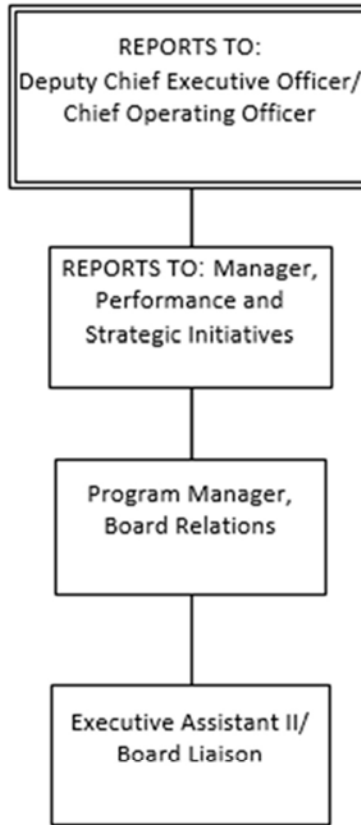 REPORTS TO:
Deputy Chief Executive Officer/
Chief Operating Officer
REPORTS TO: Manager,
Performance and
Strategic Initiatives
Program Manager,
Board Relations
Executive Assistant II/
Board Liaison